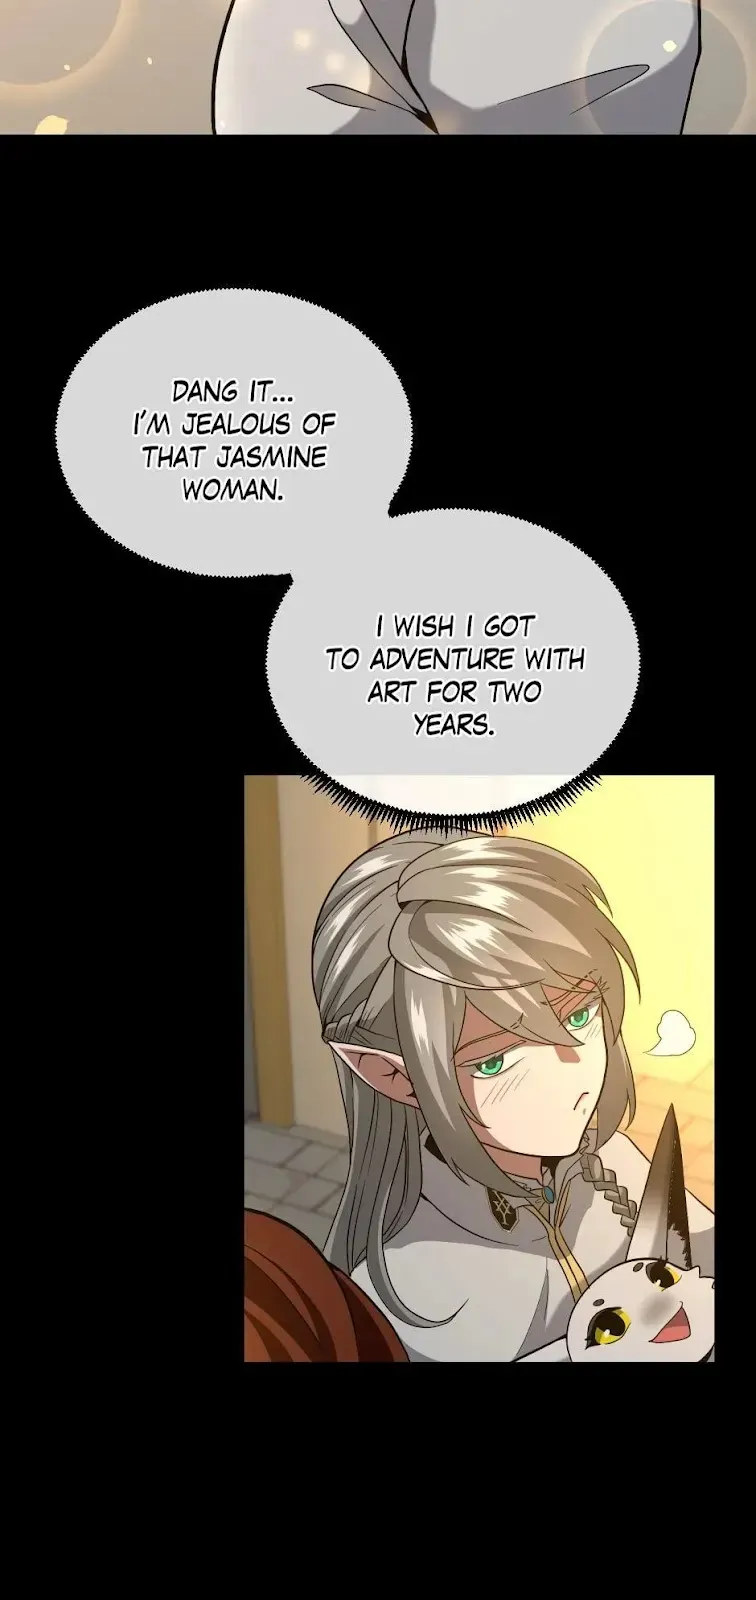 DANG IT...
I'M JEALOUS OF
THAT JASMINE
WOMAN.
I WISH I GOT
TO ADVENTURE WITH
ART FOR TWO
YEARS.